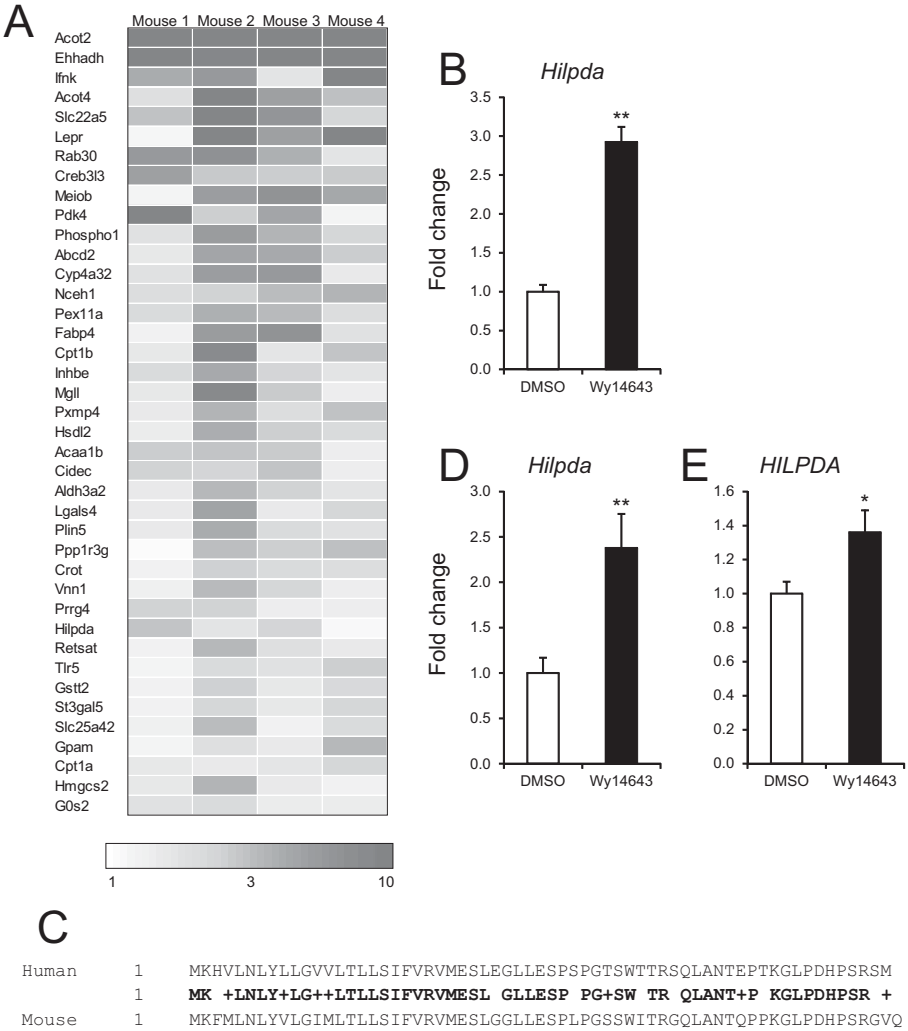 A
Mouse 1 Mouse 2 Mouse 3 Mouse 4
Acot2
Ehhadh
Ifnk
Acot4
Slc22a5
Lepr
Rab30
Creb3l3
Meiob
Pdk4
Phospho1
Abcd2
Cyp4a32
Nceh1
Pex11a
Fabp4
Cpt1b
Inhbe
Mgll
Pxmp4
Hsdl2
Acaa1b
Cidec
Aldh3a2
Lgals4
Plin5
Ppp1r3g
Crot
Vnn1
Prrg4
Hilpda
Retsat
Tlr5
Gstt2
St3gal5
Slc25a42
Gpam
Cpt1a
Hmgcs2
G0s2
1 3 10
B
Hilpda
Fold change
3.5
3.0
2.5
2.0
1.5
1.0
0.5
0.0
**
DMSO Wy14643
D
Hilpda
Fold change
3.0
2.5
2.0
1.5
1.0
0.5
0.0
**
DMSO Wy14643
E
HILPDA
1.6
1.4
1.2
1.0
0.8
0.6
0.4
0.2
0.0
*
DMSO Wy14643
C
Human 1 MKHVLNLYLLGVVLTLLSIFVRVMESLEGLLESPSPGTSWTTRSQLANTEPTKGLPDHPSRSM
1 MK +LNLY+LG++LTLLSIFVRVMESL GLLESP PG+SW TR QLANT+P KGLPDHPSR +
Mouse 1 MKFMLNLYVLGIMLTLLSIFVRVMESLGGLLESPLPGSSWITRGQLANTQPPKGLPDHPSRGVQ